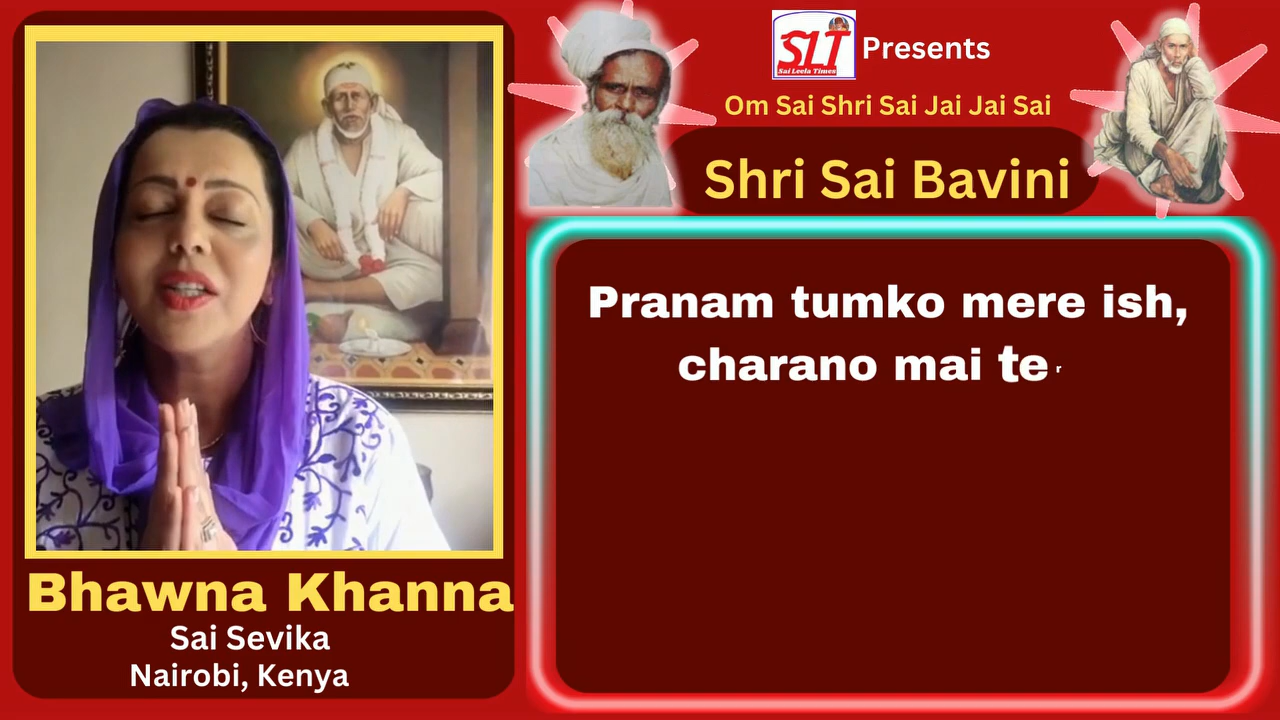 Bhawna Khanna
Sai Sevika
Nairobi, Kenya
SLT
Sai Leela Times
Presents
Om Sai Shri Sai Jai Jai Sai
Shri Sai Bavini
Pranam tumko mere ish,
charano mai te r